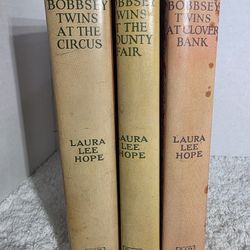 BOBBSEY
TWINS
AT THE
CIRCUS
LAURA
LEE
HOPE
BOBBSEY
TWINS
AT THE
COUNTY
FAIR
LAURA
LEE
HOPE
BOBBSEY
TWINS
AT CLOVER
BANK
LAURA
LEE
HOPE